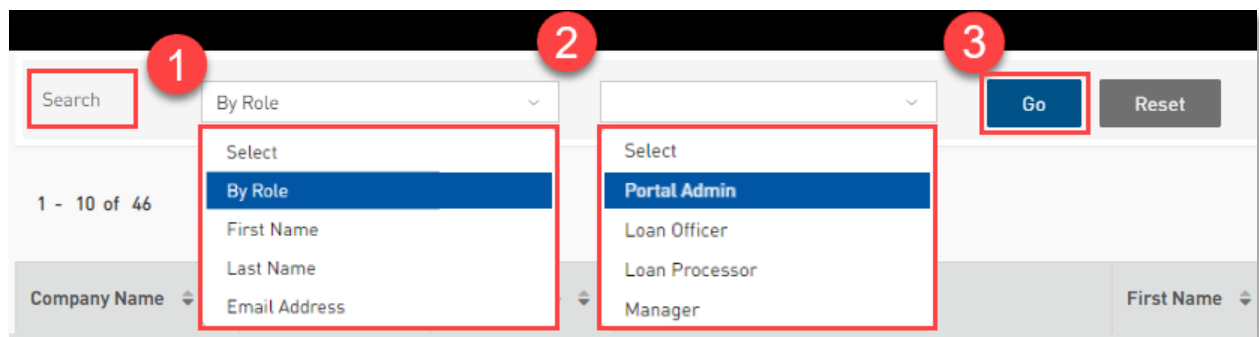 1 2 3
Search By Role Go Reset
Select Select
By Role Portal Admin
1 - 10 of 46
First Name Loan Officer
Last Name Loan Processor
Company Name First Name
Email Address Manager